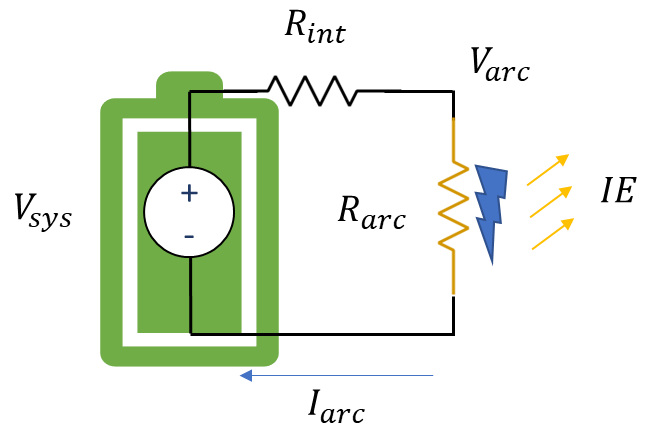 R_int
V_arc
+
V_sys
R_arc
IE
-
I_arc